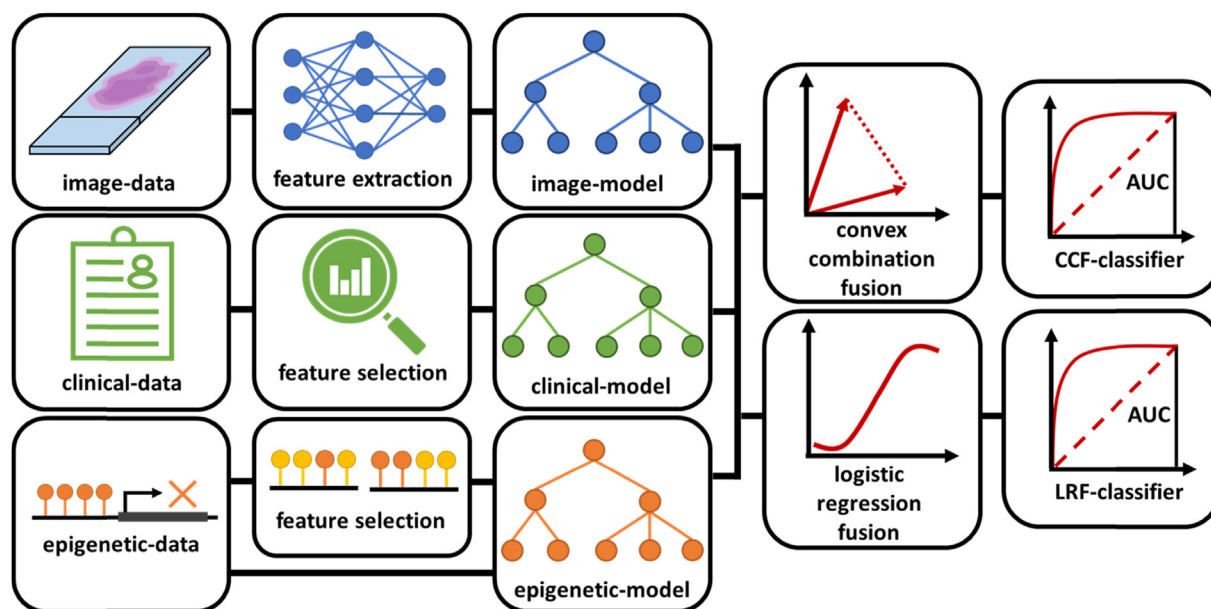 image-data
feature extraction
image-model
clinical-data
feature selection
clinical-model
epigenetic-data
feature selection
epigenetic-model
convex
combination
fusion
AUC
CCF-classifier
logistic
regression
fusion
AUC
LRF-classifier